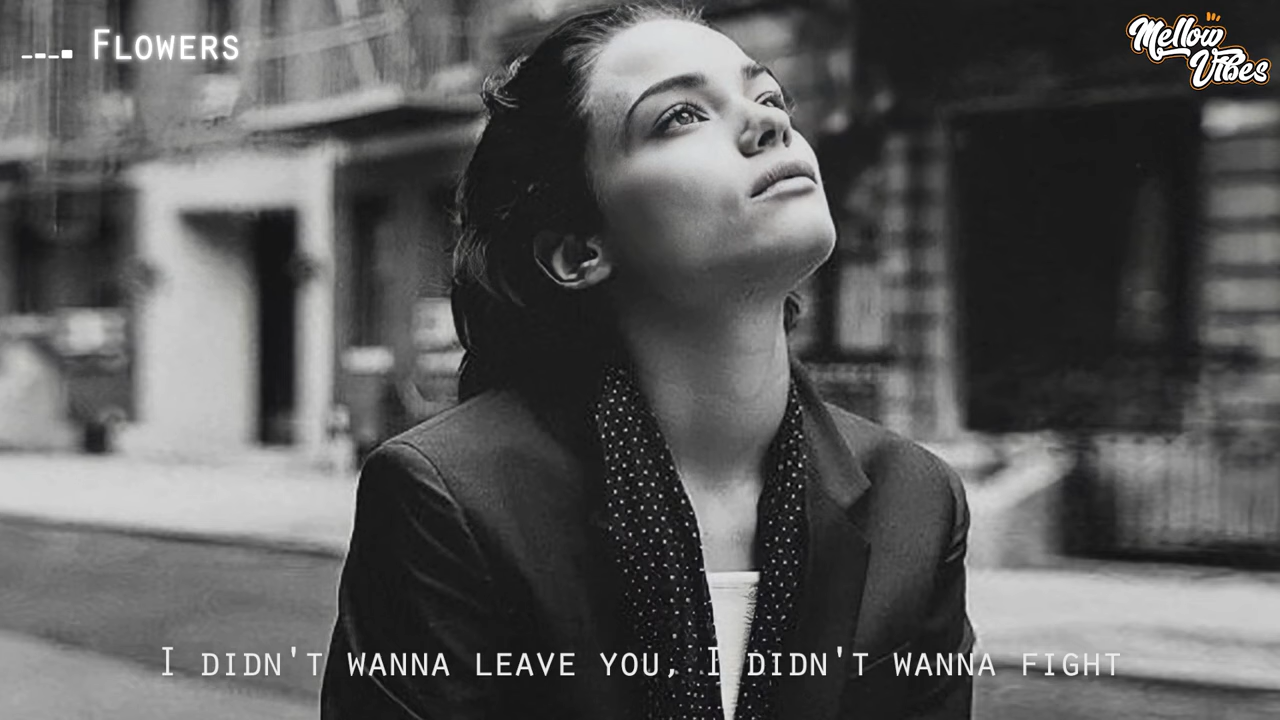 Flowers
Mellow
Vibes
I DIDN'T WANNA LEAVE YOU, I DIDN'T WANNA FIGHT